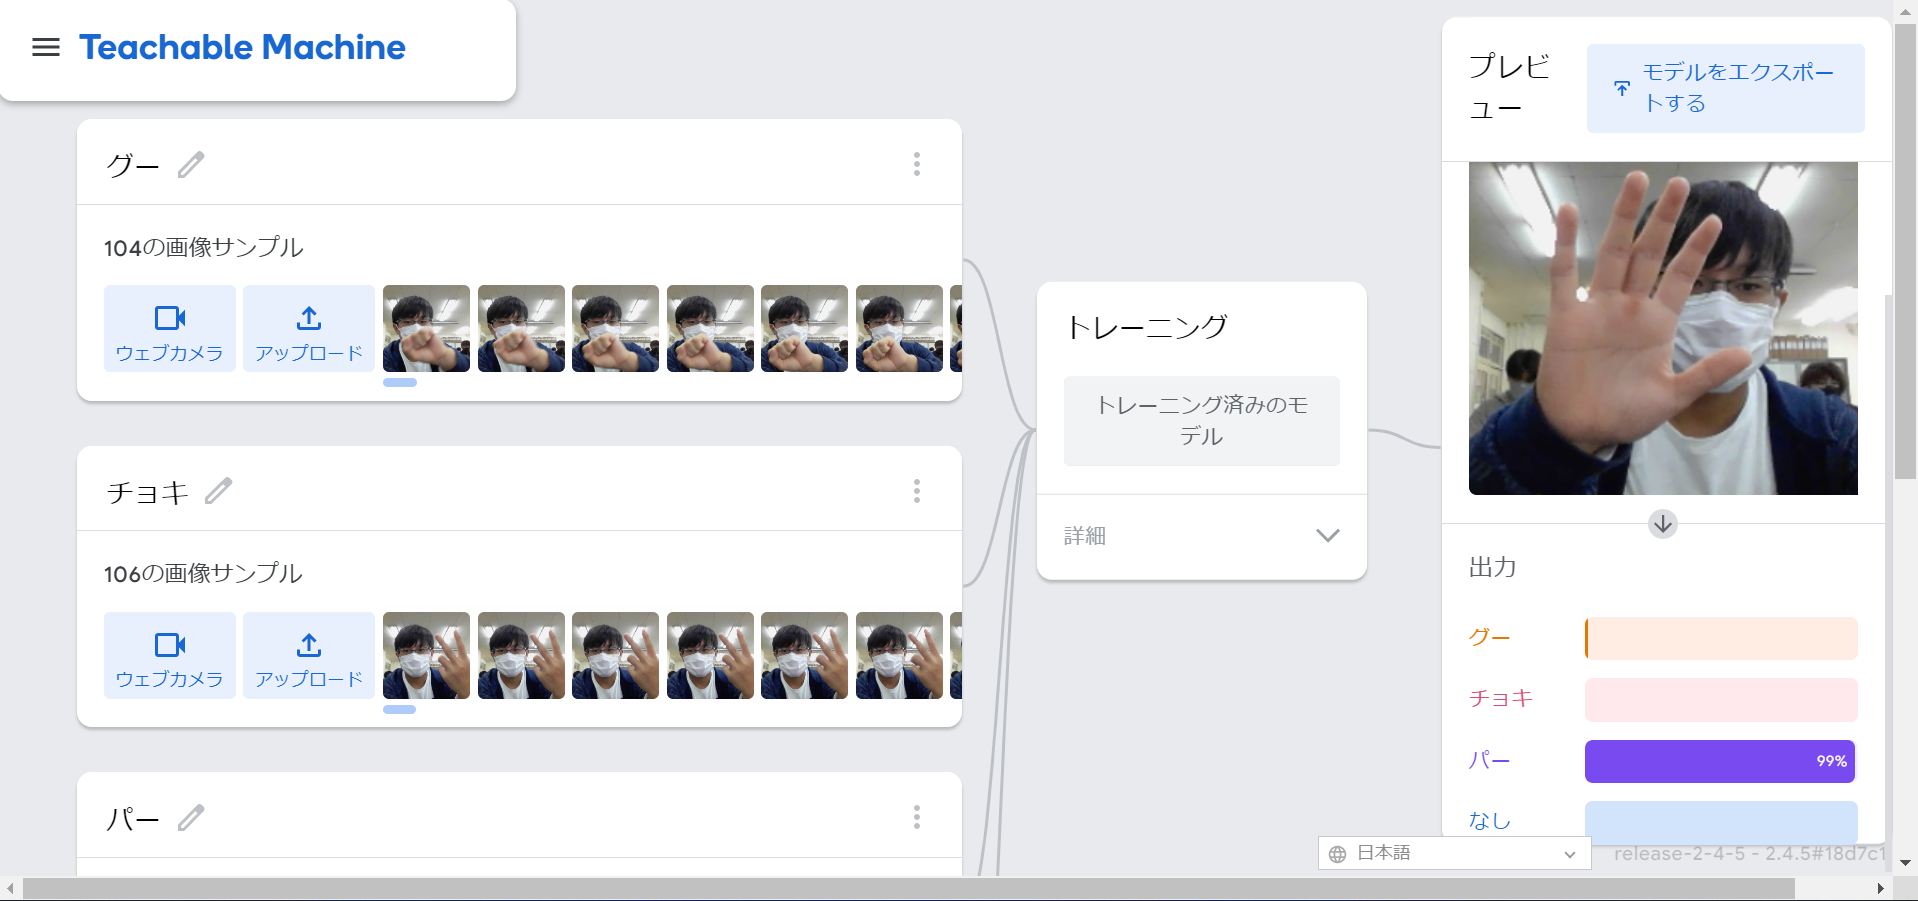 Teachable Machine
グー
104の画像サンプル
ウェブカメラ
アップロード
チョキ
106の画像サンプル
ウェブカメラ
アップロード
パー
トレーニング
トレーニング済みのモ
デル
詳細
プレビ
ュー
モデルをエクスポー
トする
出力
グー
チョキ
パー
99%
なし
日本語
release-2-4-5 - 2.4.5#18d7c1